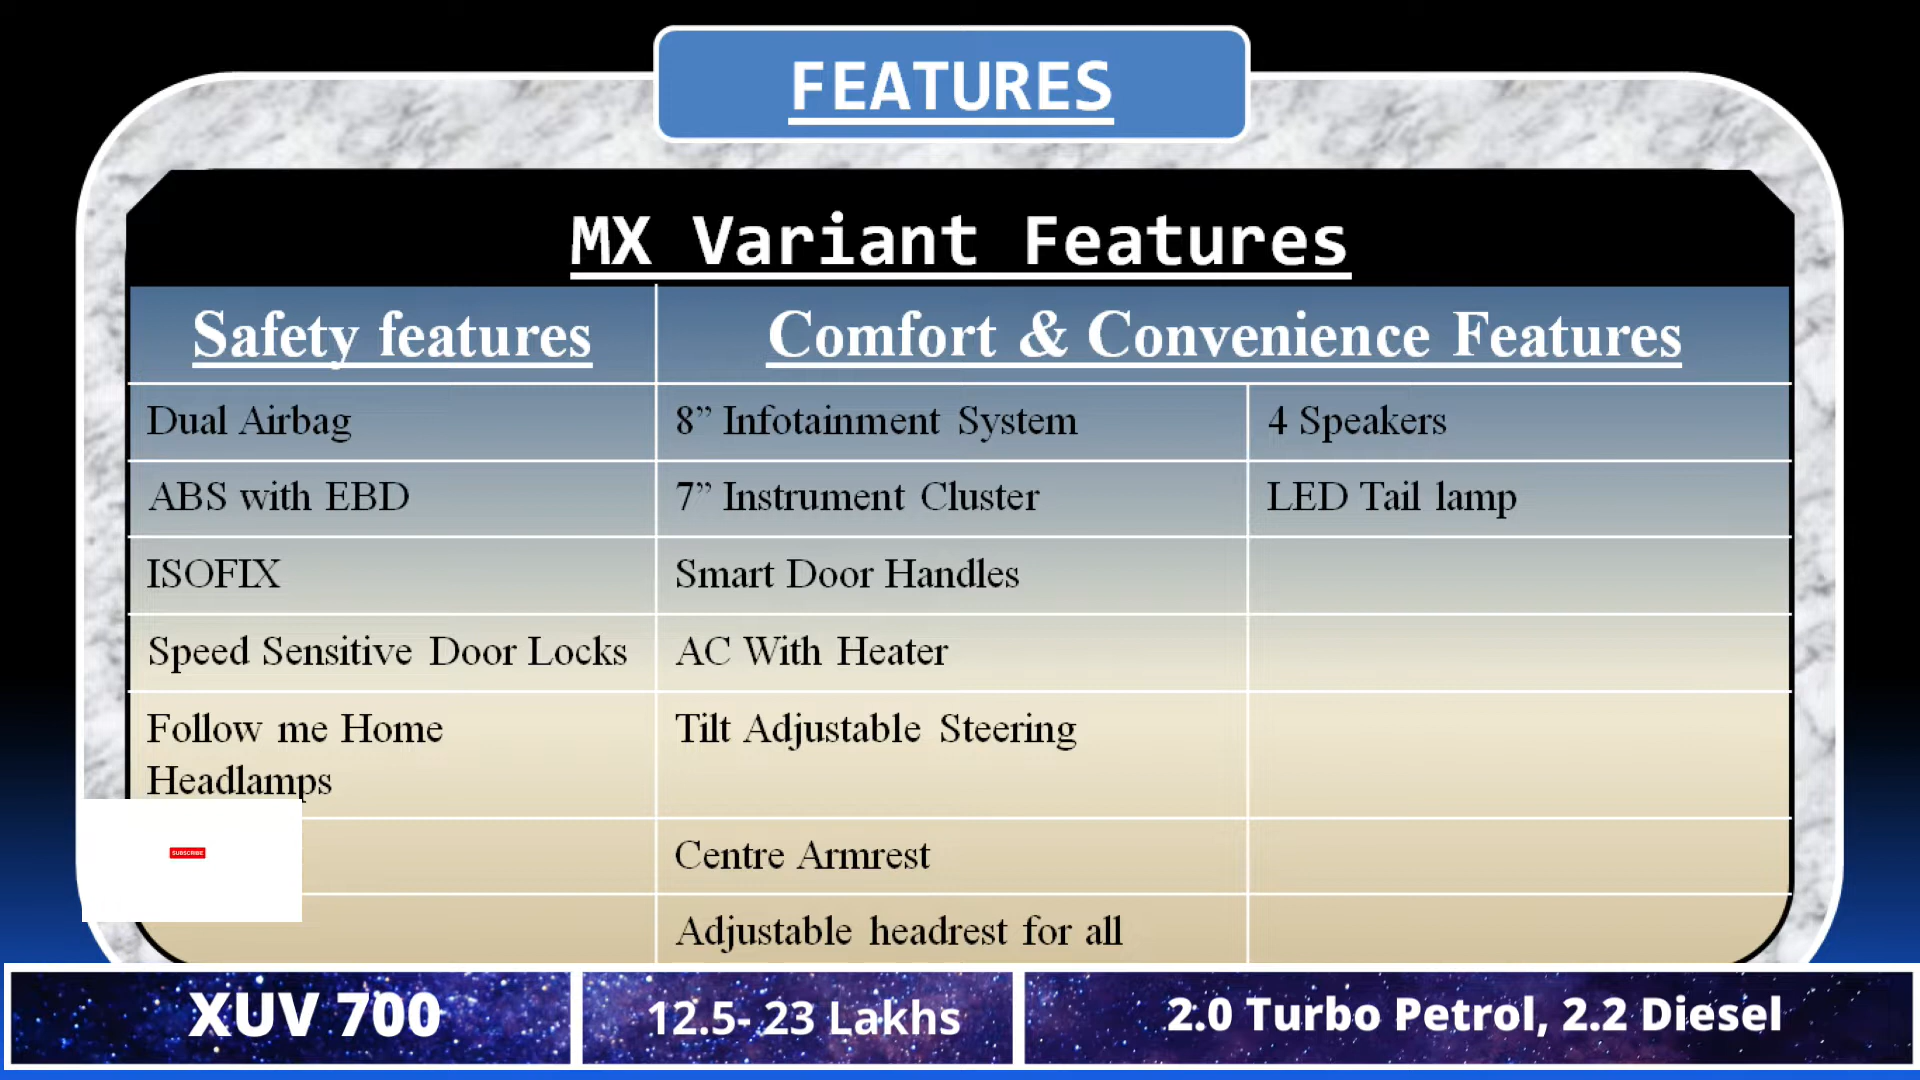 FEATURES
MX Variant Features
Safety features
Comfort & Convenience Features
Dual Airbag
8” Infotainment System
4 Speakers
ABS with EBD
7” Instrument Cluster
LED Tail lamp
ISOFIX
Smart Door Handles
Speed Sensitive Door Locks
AC With Heater
Follow me Home
Headlamps
Tilt Adjustable Steering
SUBSCRIBE
Centre Armrest
Adjustable headrest for all
XUV 700
12.5- 23 Lakhs
2.0 Turbo Petrol, 2.2 Diesel